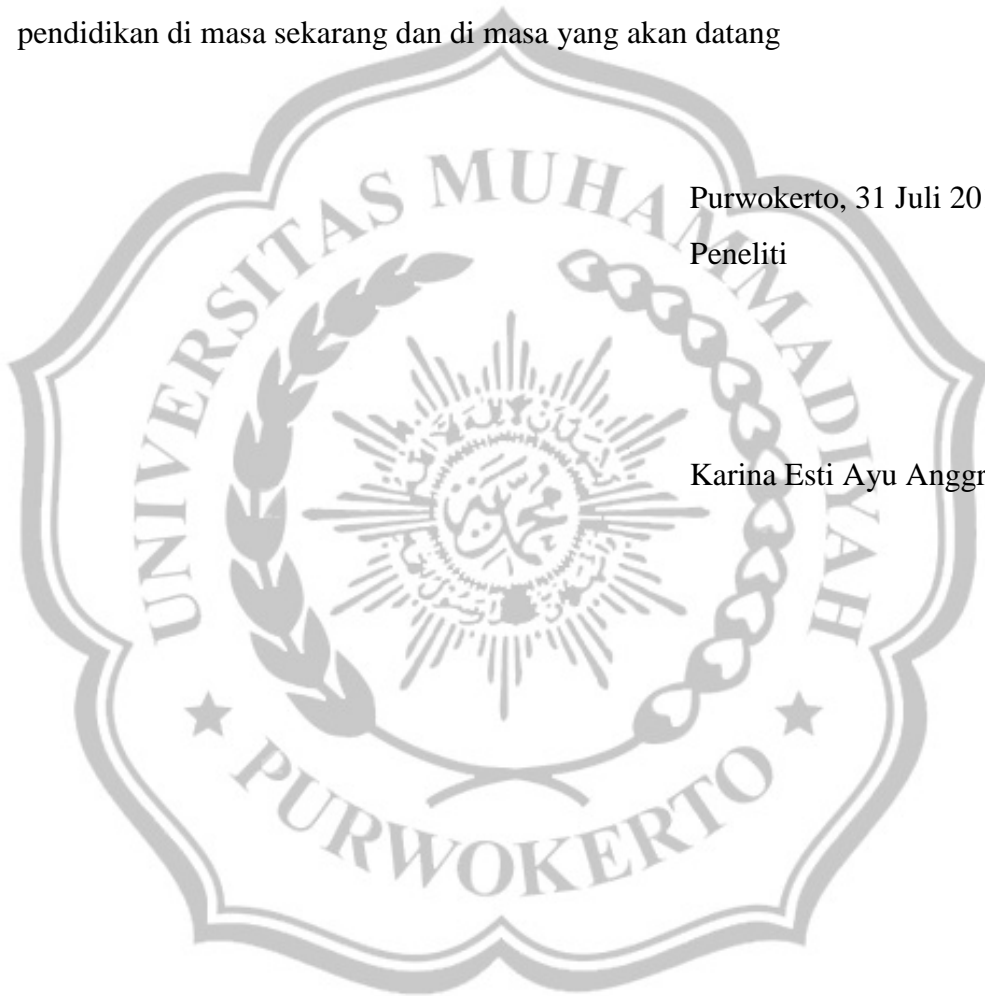 pendidikan di masa sekarang dan di masa yang akan datang
Purwokerto, 31 Juli 20
Peneliti
Karina Esti Ayu Anggr
UNIVERSITAS MUHAMMADIYAH
PURWOKERTO